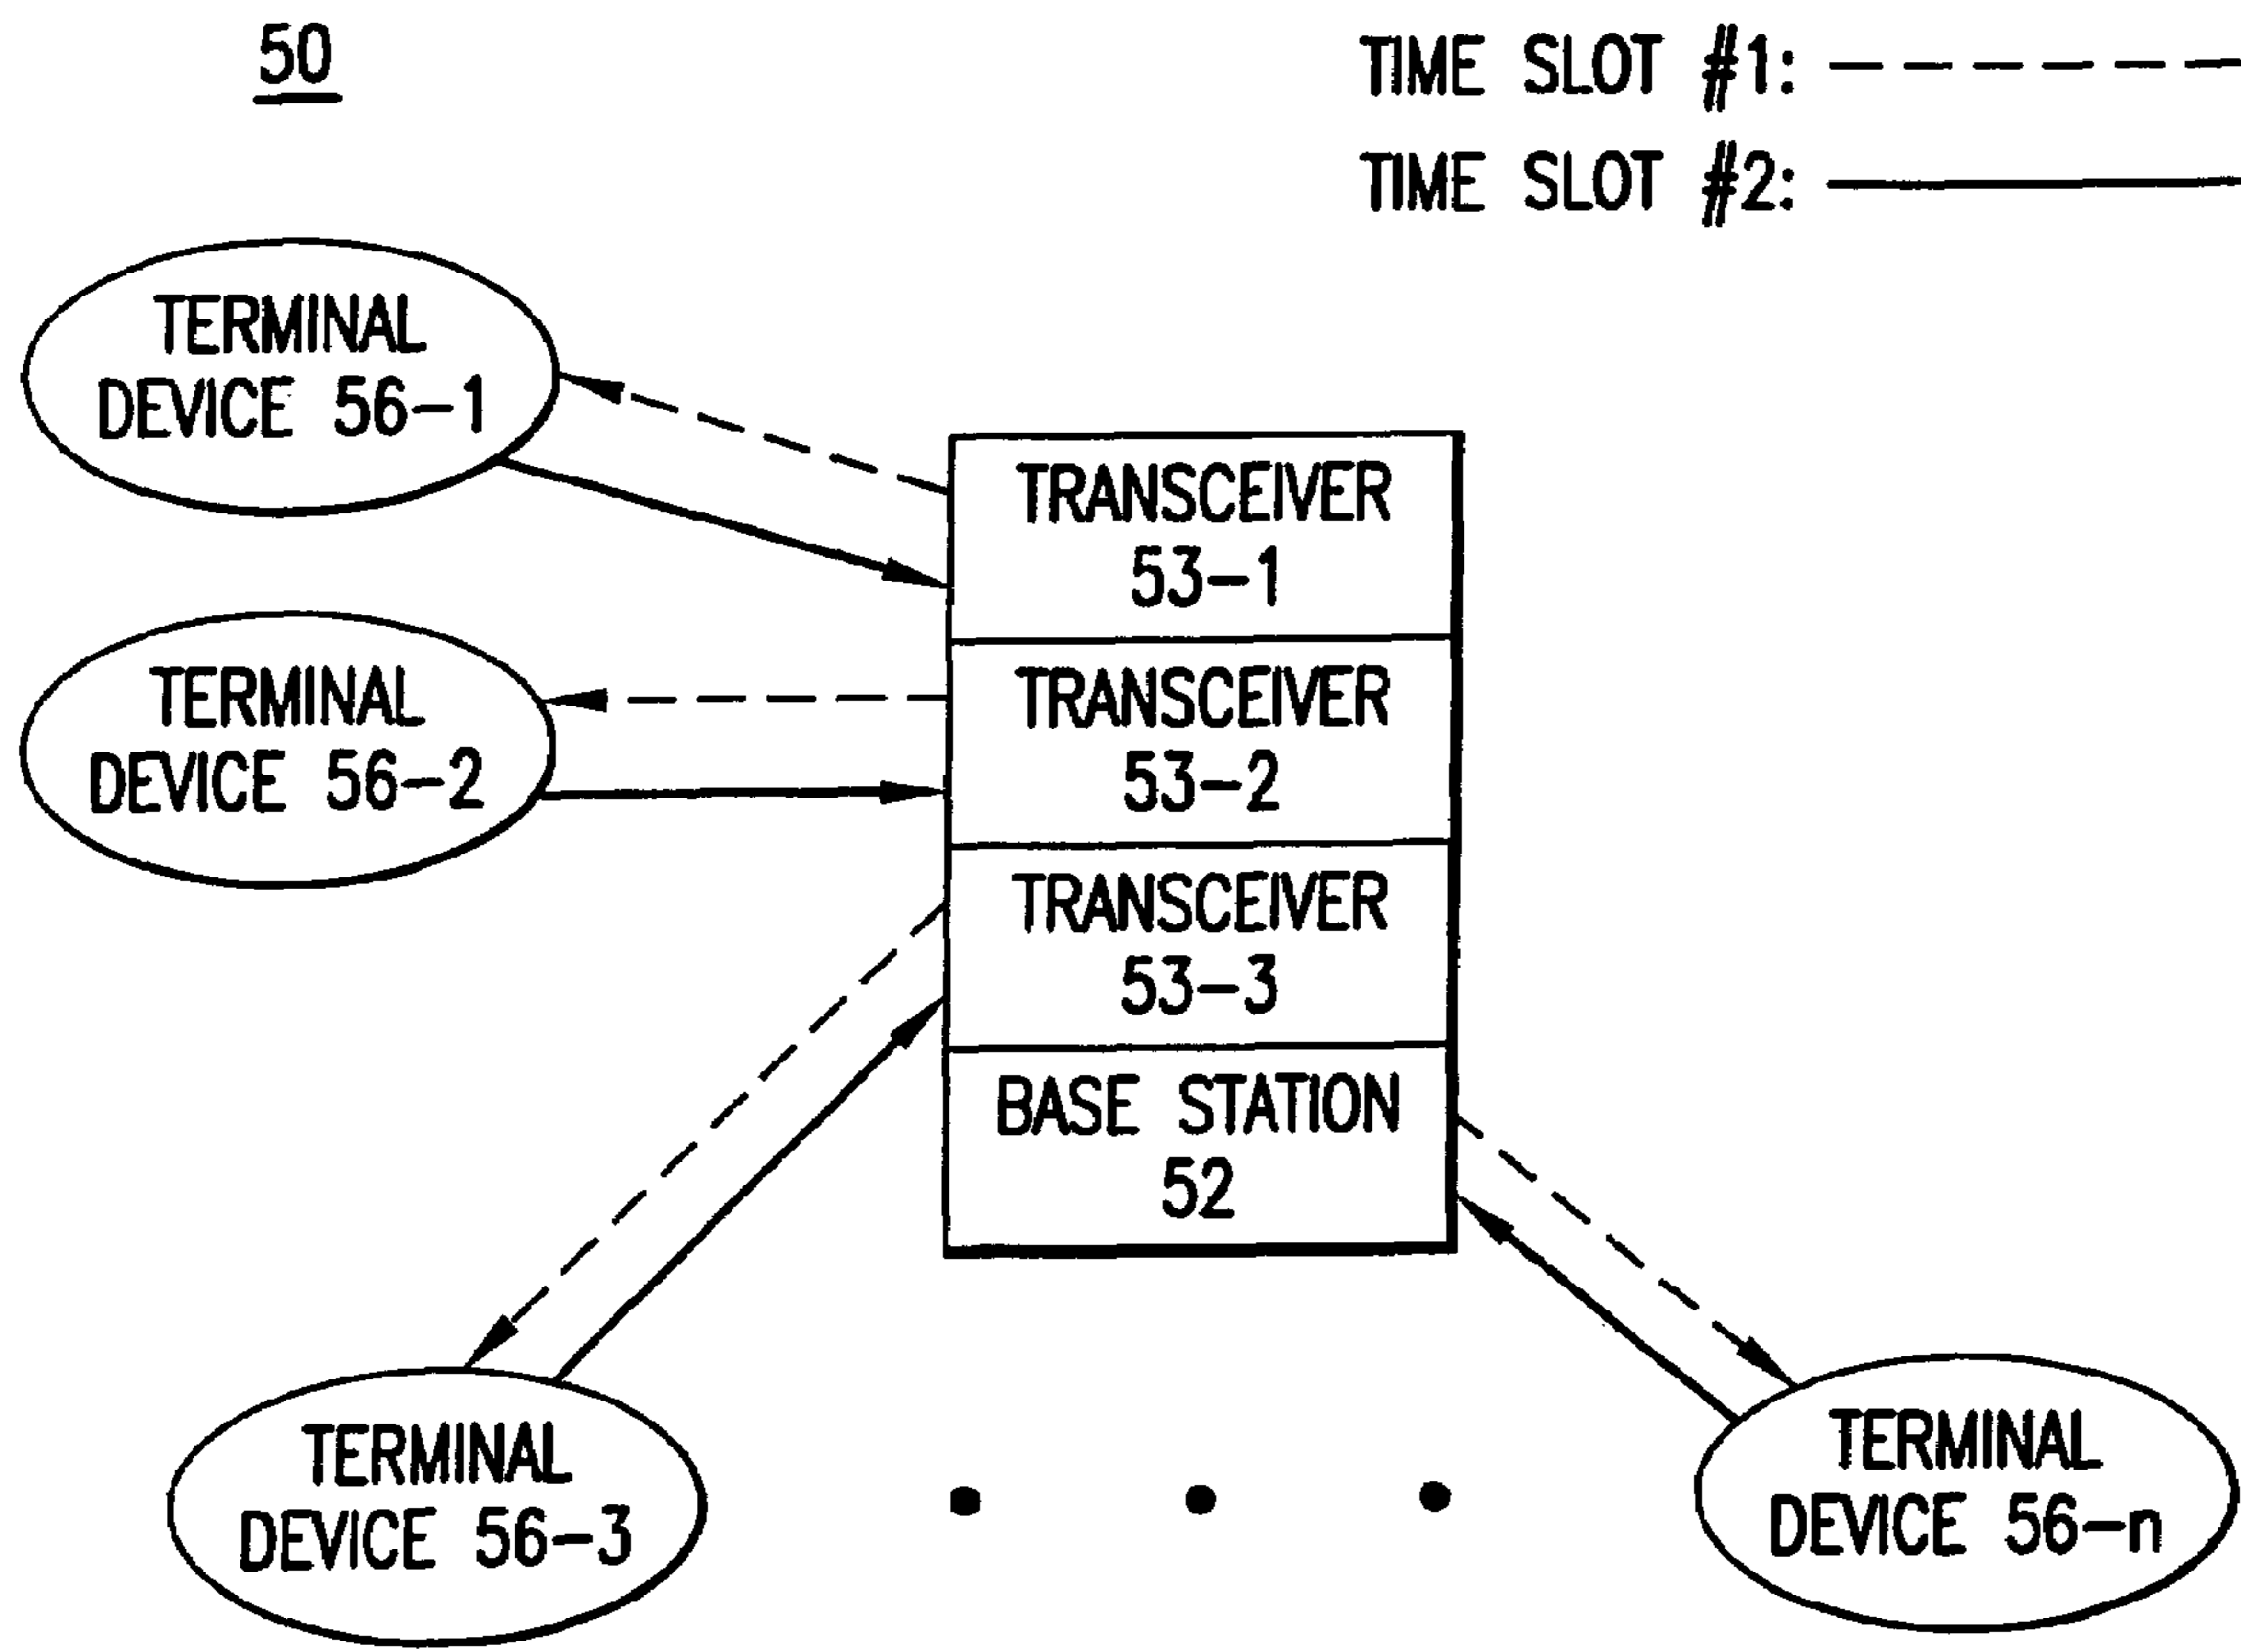 50
TIME SLOT #1:
TIME SLOT #2:
TERMINAL
DEVICE 56-1
TRANSCEIVER
53-1
TERMINAL
DEVICE 56-2
TRANSCEIVER
53-2
TRANSCEIVER
53-3
BASE STATION
52
TERMINAL
DEVICE 56-3
TERMINAL
DEVICE 56-n